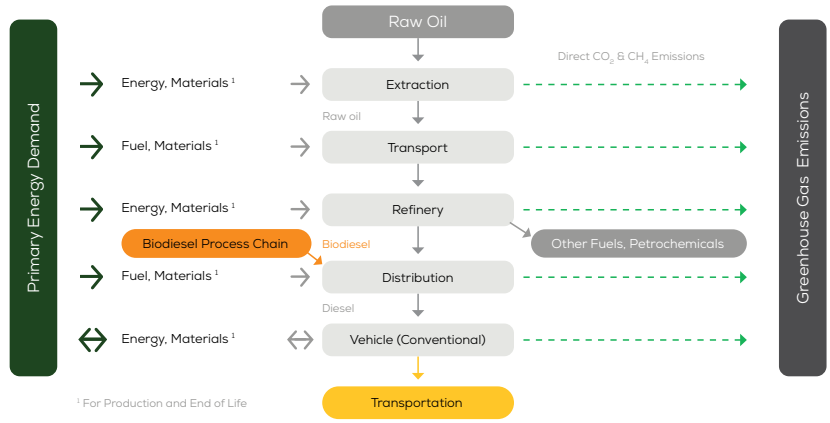 Raw Oil
Primary Energy Demand
Greenhouse Gas Emissions
Direct CO₂ & CH₄ Emissions
Energy, Materials ¹
Extraction
Raw oil
Fuel, Materials ¹
Transport
Energy, Materials ¹
Refinery
Biodiesel Process Chain
Biodiesel
Other Fuels, Petrochemicals
Fuel, Materials ¹
Distribution
Diesel
Energy, Materials ¹
Vehicle (Conventional)
¹ For Production and End of Life
Transportation